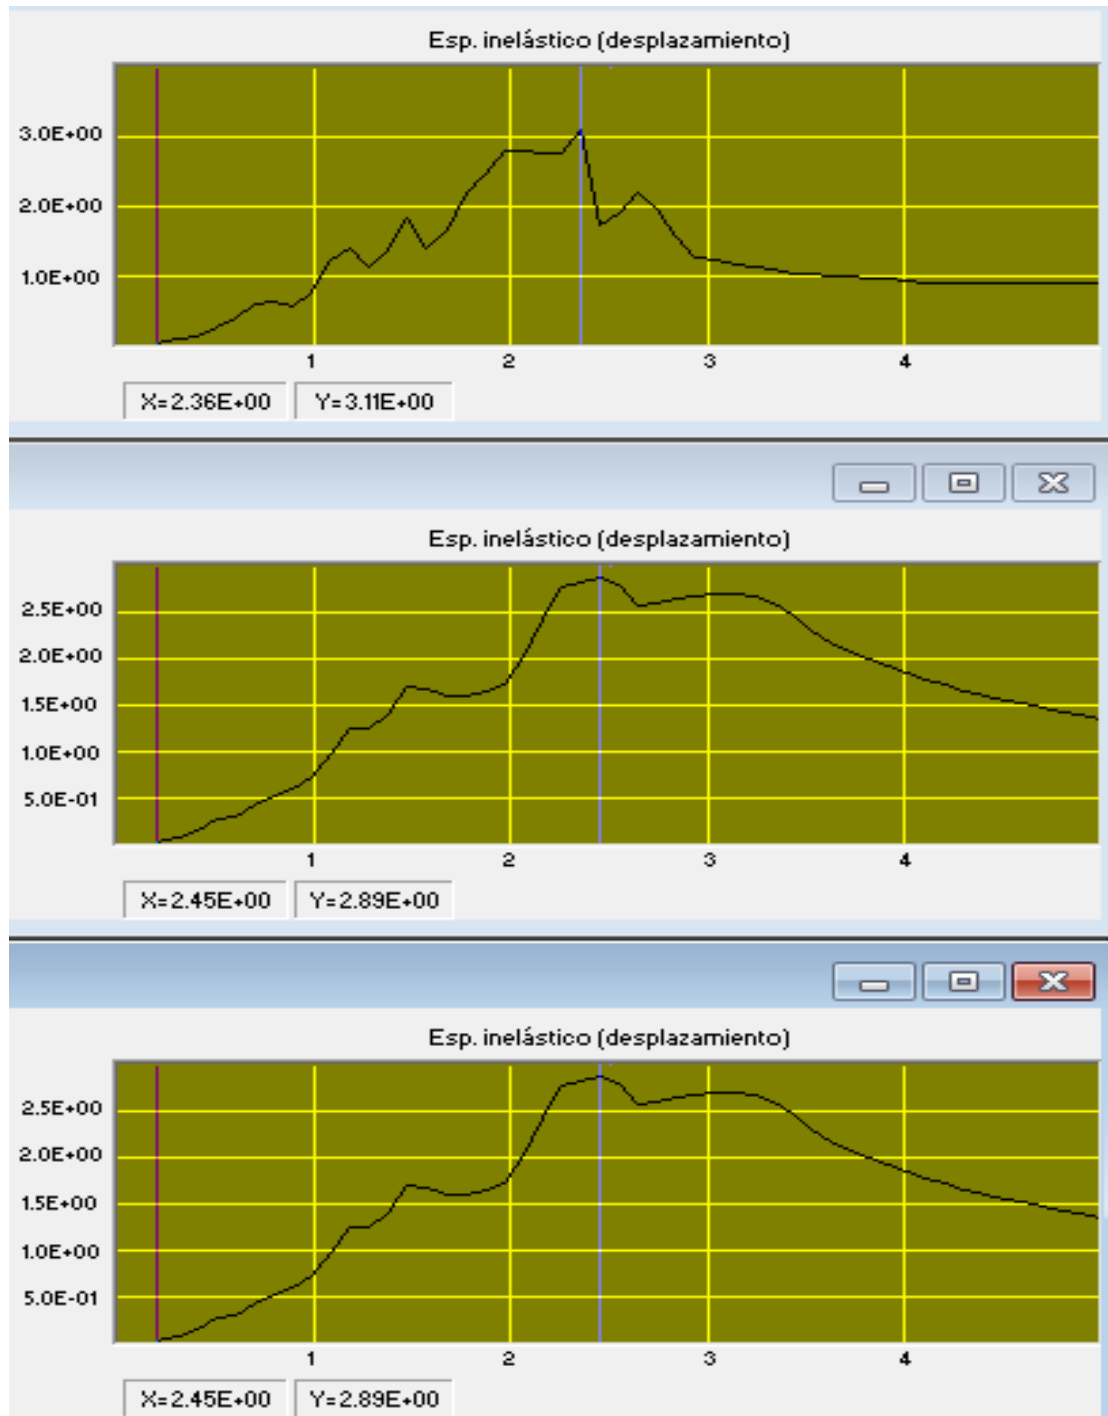 Esp. inelástico (desplazamiento)
3.0E+00
2.0E+00
1.0E+00
1 2 3 4
X=2.36E+00 Y=3.11E+00
Esp. inelástico (desplazamiento)
2.5E+00
2.0E+00
1.5E+00
1.0E+00
5.0E-01
1 2 3 4
X=2.45E+00 Y=2.89E+00
Esp. inelástico (desplazamiento)
2.5E+00
2.0E+00
1.5E+00
1.0E+00
5.0E-01
1 2 3 4
X=2.45E+00 Y=2.89E+00